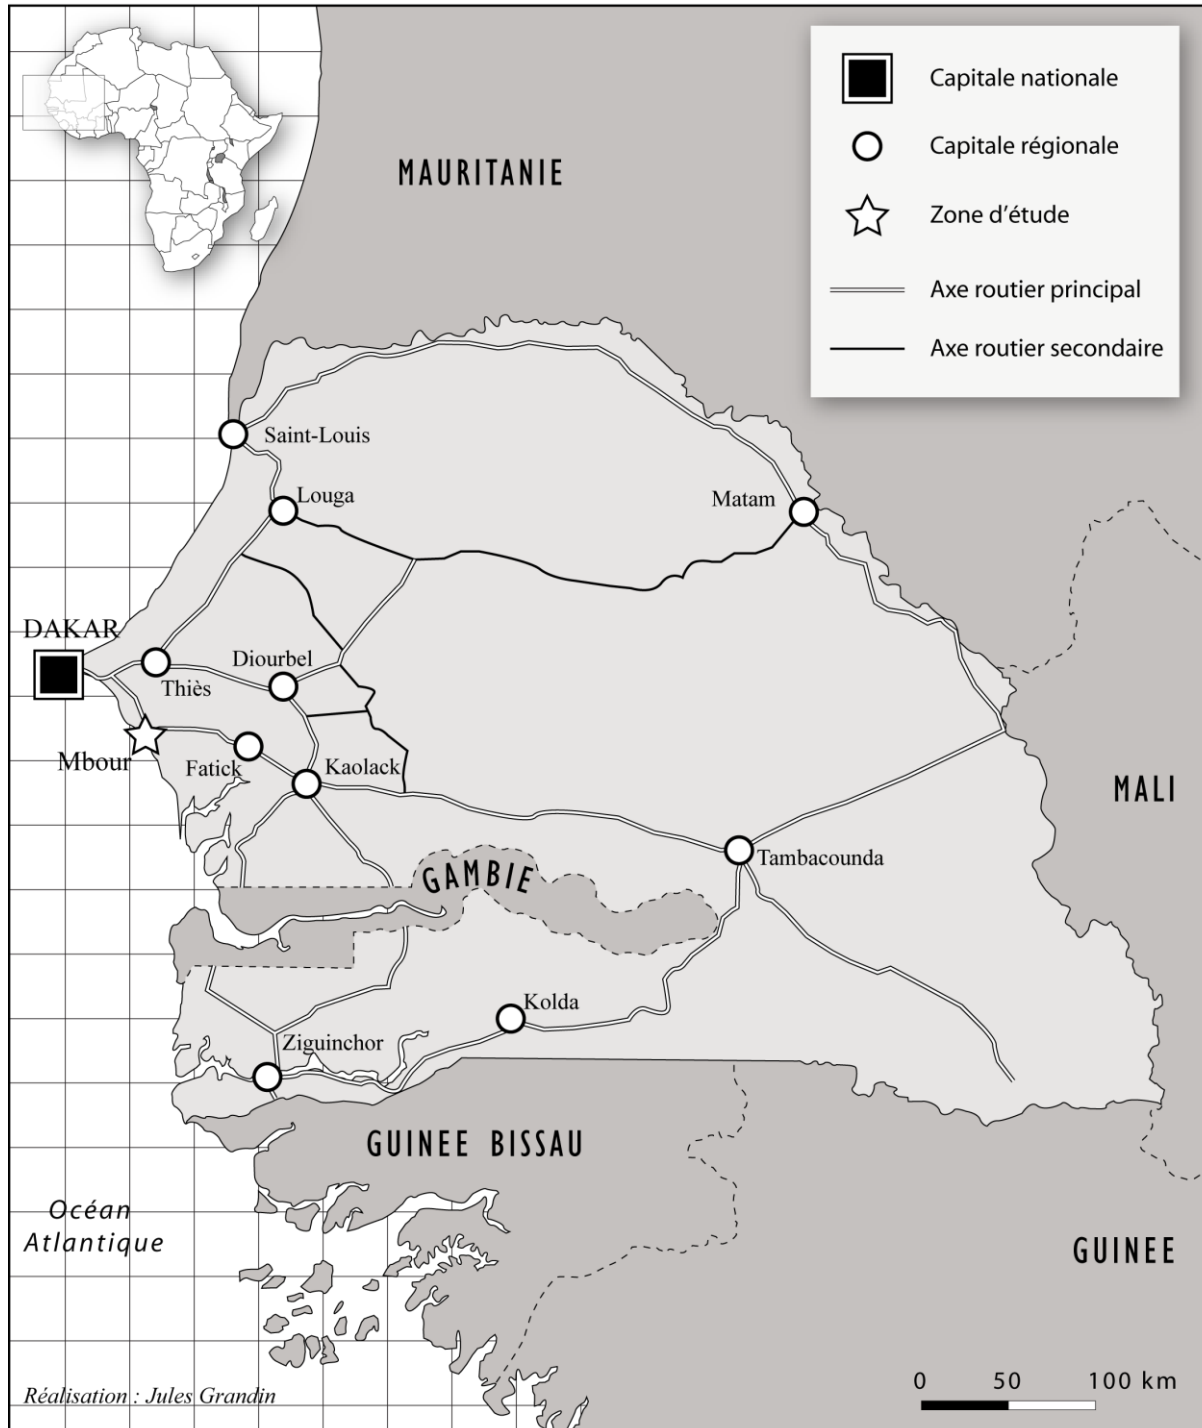 MAURITANIE
Capitale nationale
Capitale régionale
Zone d'étude
Axe routier principal
Axe routier secondaire
Saint-Louis
Louga
Matam
DAKAR
Thiès
Diourbel
Mbour
Fatick
Kaolack
MALI
Tambacounda
GAMBIE
Kolda
Ziguinchor
GUINEE BISSAU
Océan
Atlantique
GUINEE
Réalisation : Jules Grandin
0 50 100 km